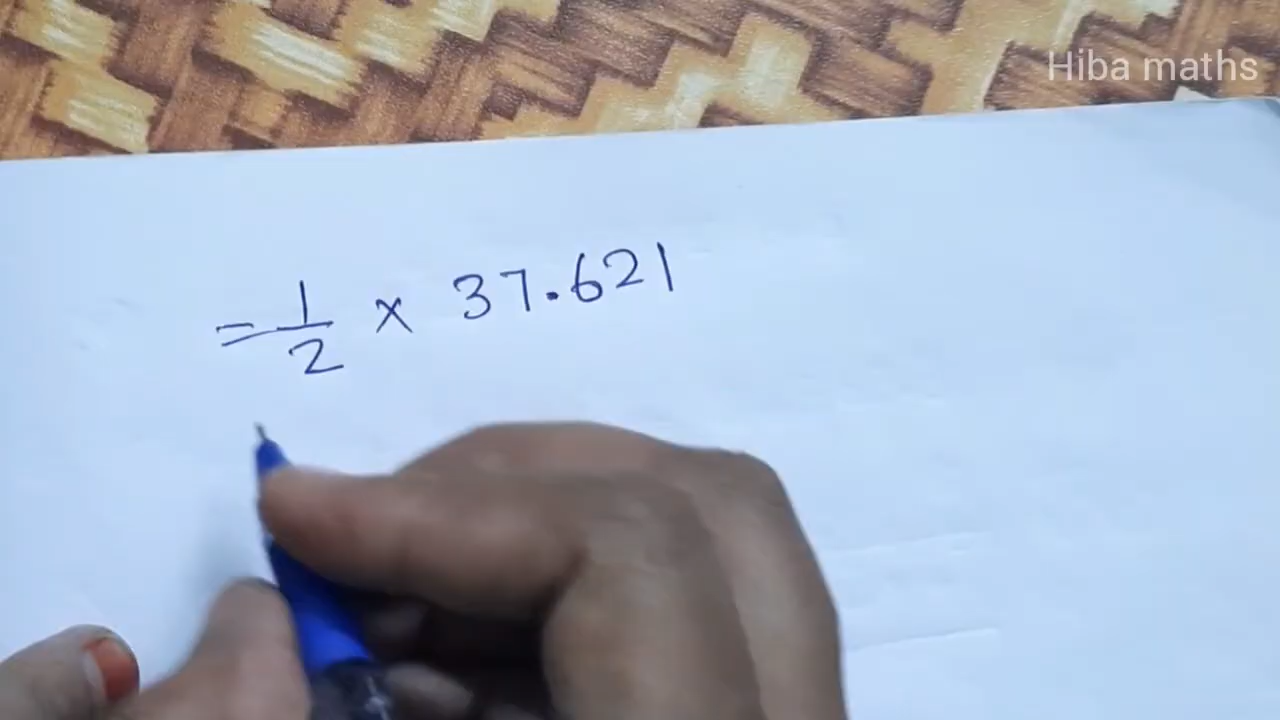 Hiba maths
= 1/2 × 37.621